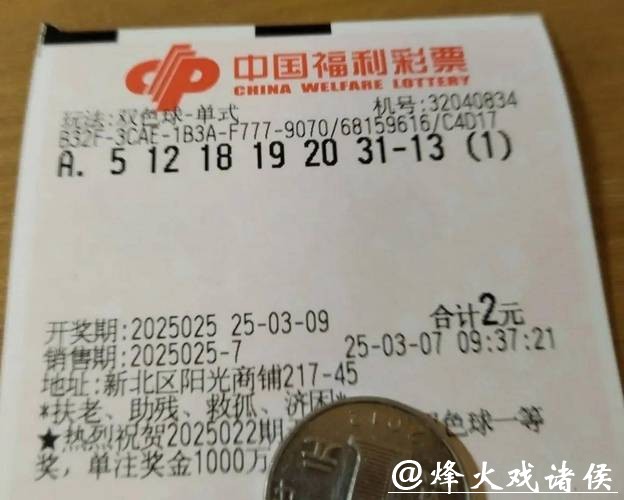 中国福利彩票
CHINA WELFARE LOTTERY
玩法:双色球-单式 机号:32040834
B32F-3CAE-1B3A-F777-9070/68159616/C4D17
A. 5 12 18 19 20 31-13 (1)
开奖期:2025025 25-03-09 合计2元
销售期:2025025-7 25-03-07 09:37:21
地址:新北区阳光商铺217-45
*扶老、助残、救孤、济困*
★热烈祝贺2025022期 双色球一等
奖,单注奖金1000万
@烽火戏诸侯